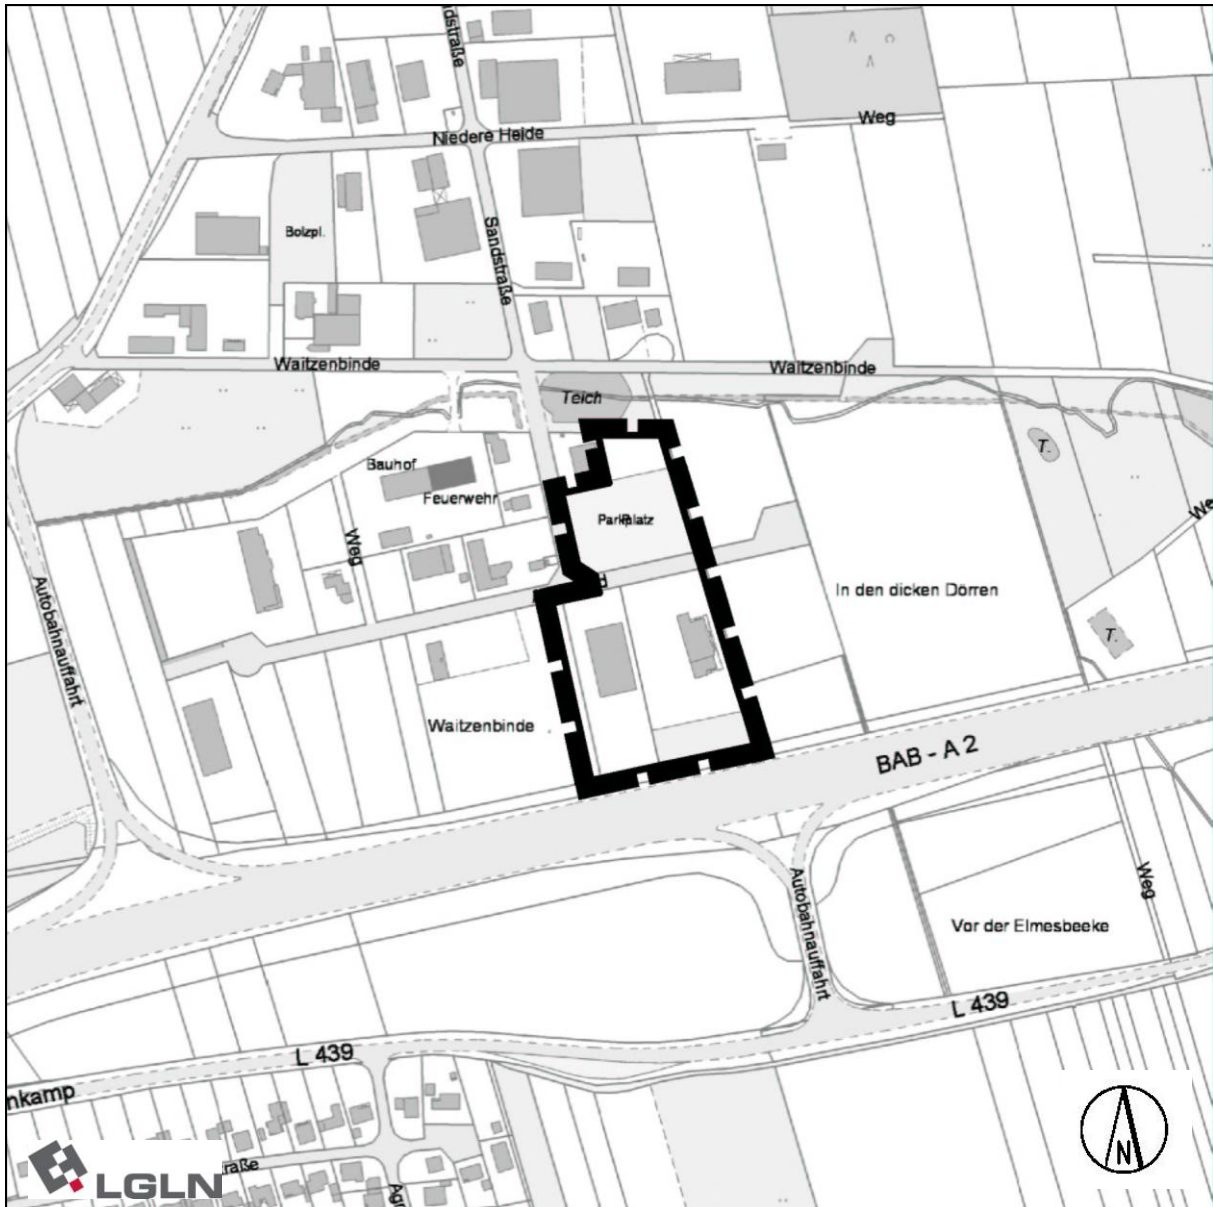 Niedere Heide
Weg
Sandstraße
Bolzpl.
Waitzenbinde
Waitzenbinde
Teich
T.
Bauhof
Feuerwehr
Parkplatz
Weg
In den dicken Dörren
T.
Autobahnauffahrt
Waitzenbinde
BAB - A 2
Autobahnauffahrt
Weg
Vor der Elmesbeeke
L 439
L 439
nkamp
N
LGLN
raße